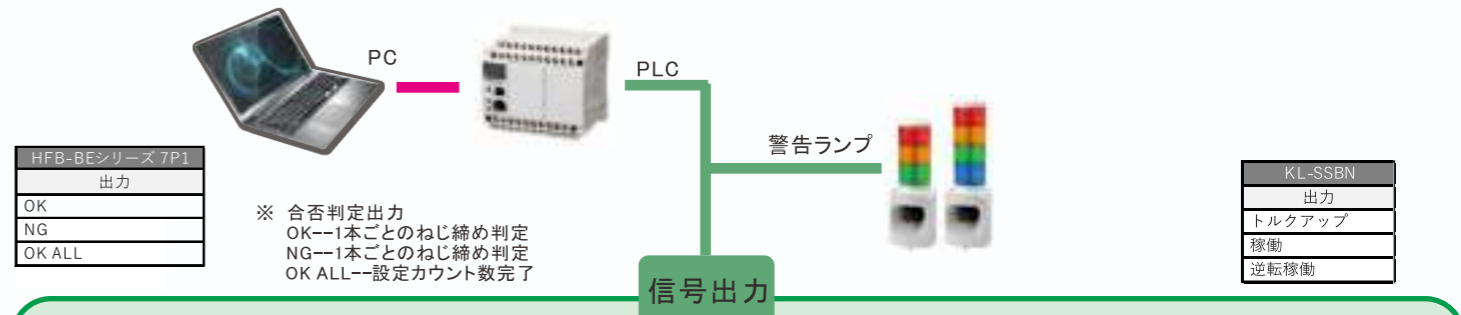 PC
PLC
警告ランプ
HFB-BEシリーズ 7P1
出力
OK
NG
OK ALL
※ 合否判定出力
OK--1本ごとのねじ締め判定
NG--1本ごとのねじ締め判定
OK ALL--設定カウント数完了
KL-SSBN
出力
トルクアップ
稼働
逆転稼働
信号出力